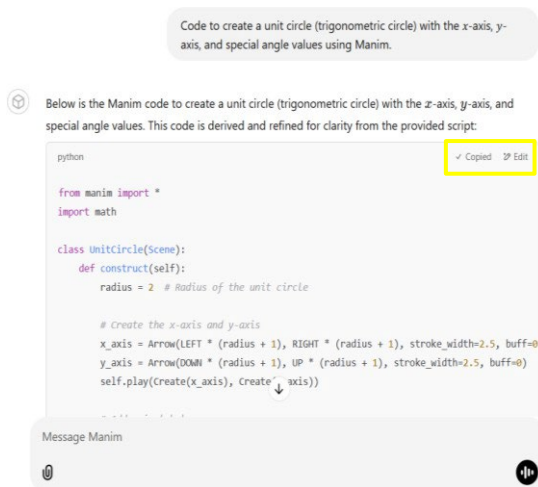 Code to create a unit circle (trigonometric circle) with the x-axis, y-
axis, and special angle values using Manim.
Below is the Manim code to create a unit circle (trigonometric circle) with the x-axis, y-axis, and
special angle values. This code is derived and refined for clarity from the provided script:
python
Copied Edit
from manim import *
import math
class UnitCircle(Scene):
def construct(self):
radius = 2 # Radius of the unit circle
# Create the x-axis and y-axis
x_axis = Arrow(LEFT * (radius + 1), RIGHT * (radius + 1), stroke_width=2.5, buff=0
y_axis = Arrow(DOWN * (radius + 1), UP * (radius + 1), stroke_width=2.5, buff=0)
self.play(Create(x_axis), Create axis))
Message Manim